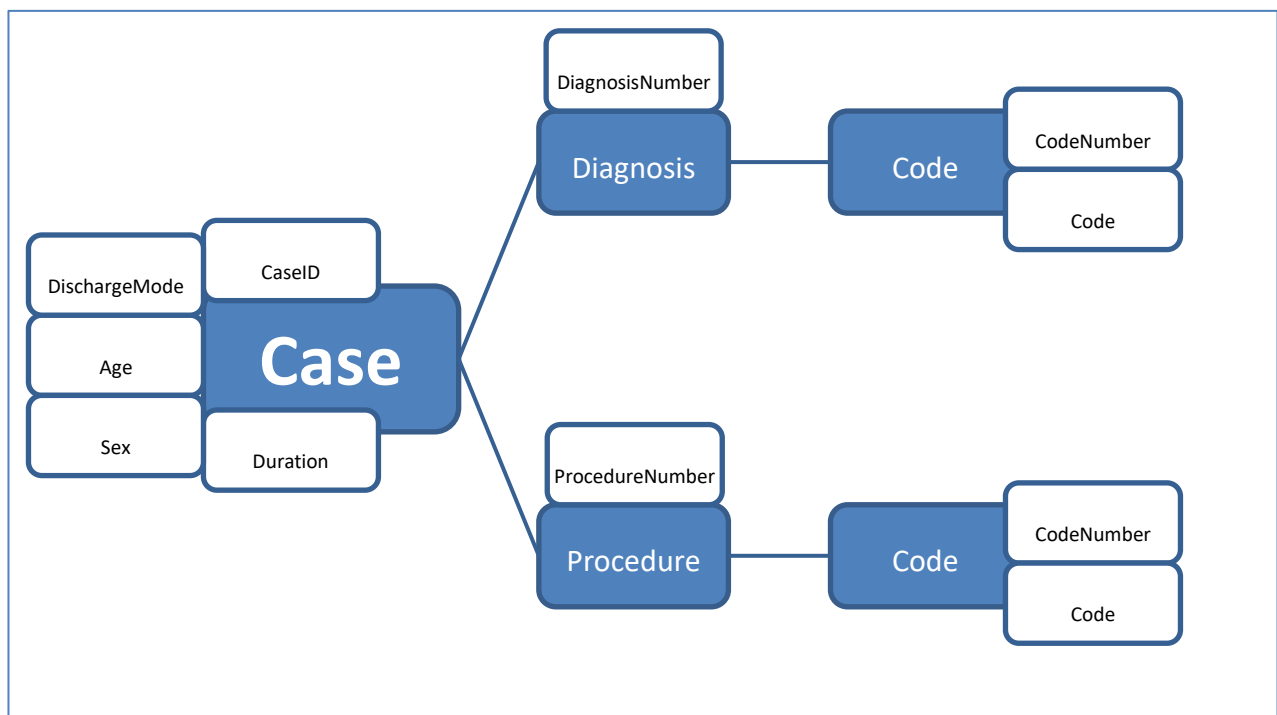 DiagnosisNumber
Diagnosis
Code
CodeNumber
Code
DischargeMode
CaseID
Age
Case
Sex
Duration
ProcedureNumber
Procedure
Code
CodeNumber
Code